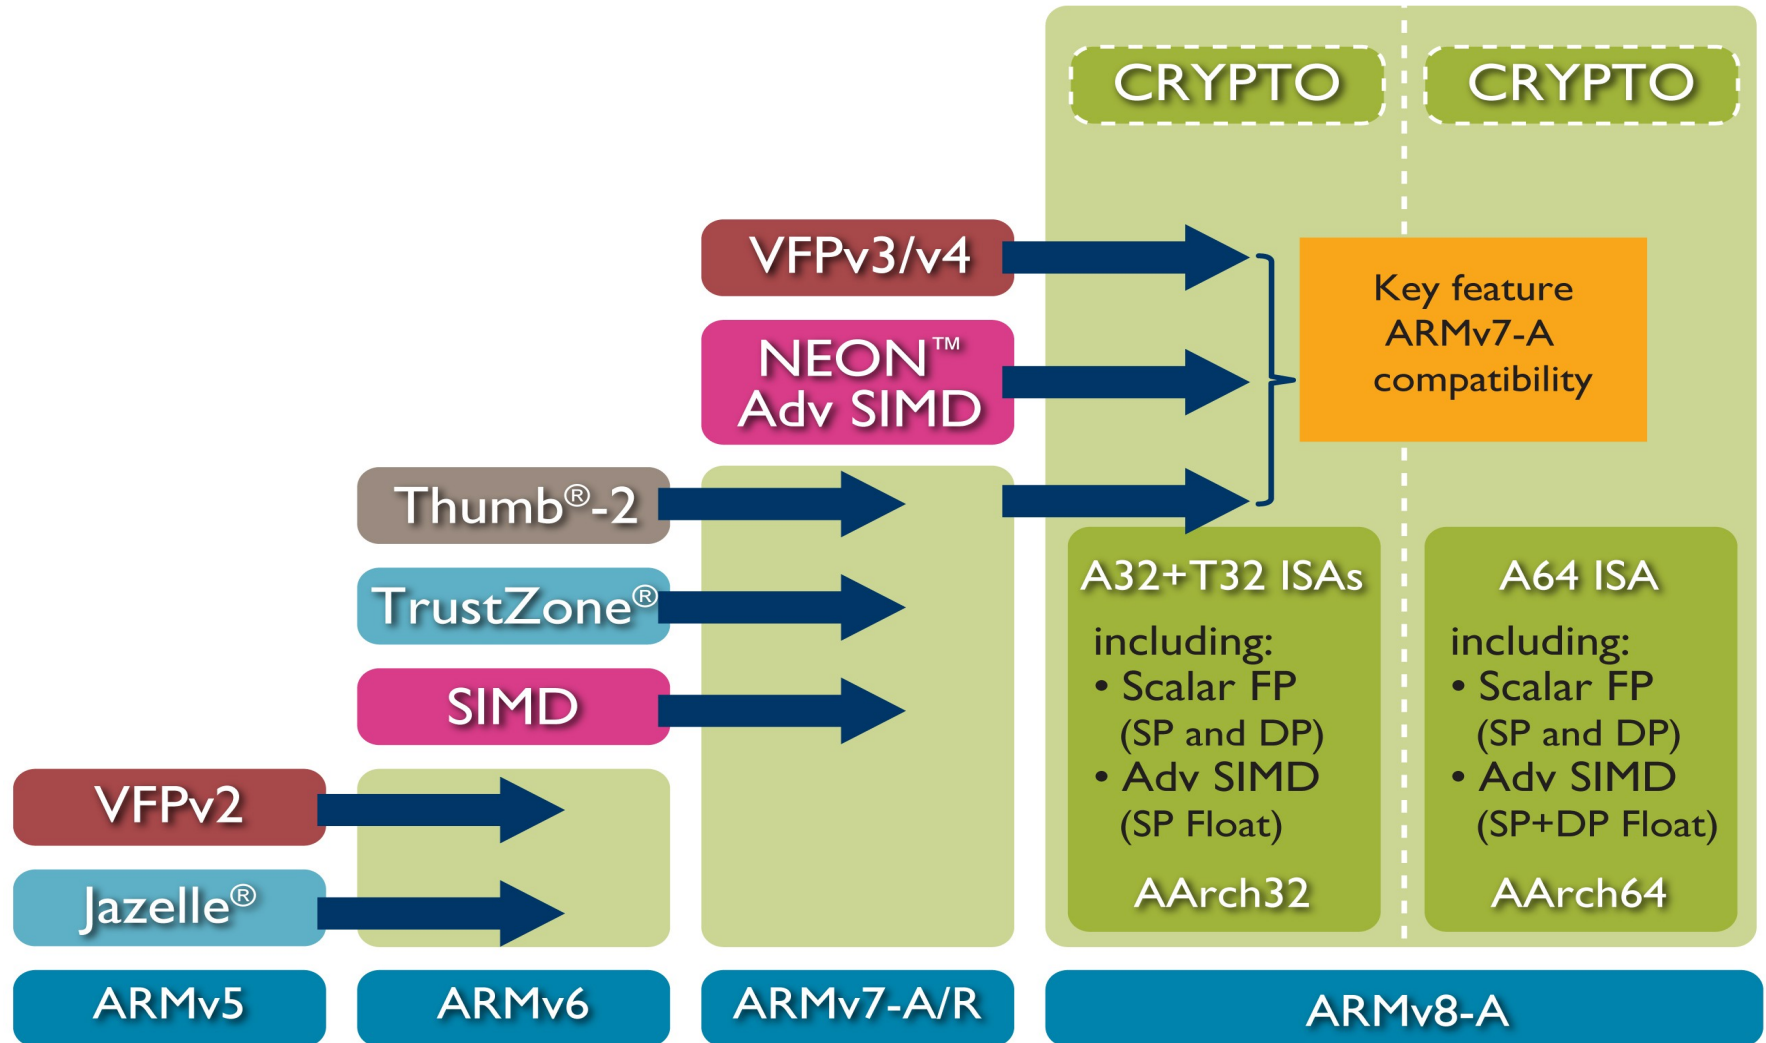 CRYPTO
CRYPTO
VFPv3/v4
Key feature
ARMv7-A
compatibility
NEON™
Adv SIMD
Thumb®-2
TrustZone®
SIMD
A32+T32 ISAs
including:
• Scalar FP
(SP and DP)
• Adv SIMD
(SP Float)
AArch32
A64 ISA
including:
• Scalar FP
(SP and DP)
• Adv SIMD
(SP+DP Float)
AArch64
VFPv2
Jazelle®
ARMv5
ARMv6
ARMv7-A/R
ARMv8-A